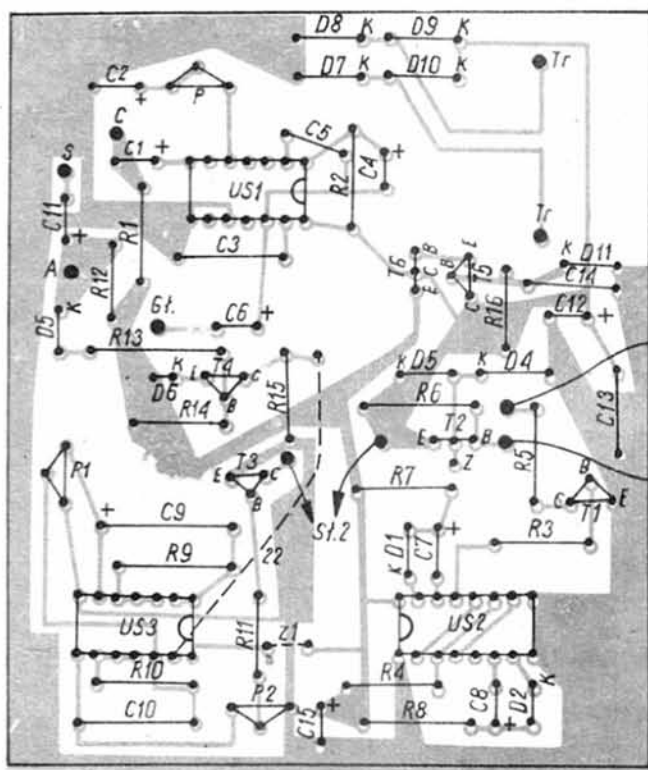 D8 K D9 K
D7 K D10 K
Tr
C2 + P
C
C1 + C5 R2 C4 +
US1
S
C11 + R1
A R12 C3
Tr
T6 B C E B E T5 C R16
K D11
C14
C12 +
D5 K
Gł. C6 +
R13
K D6 E T4 C B R15
R14
K D5 K D4
R6
E T2 B
Z
R5 C13
P1
E T3 C B
R7
B C E T1
+ C9
22
Sł.2
K D1 C7 +
R3
R9
US3 R11 Z1
US2
R10
R4 C8 + D2 K
P2 C15 +
C10
R8